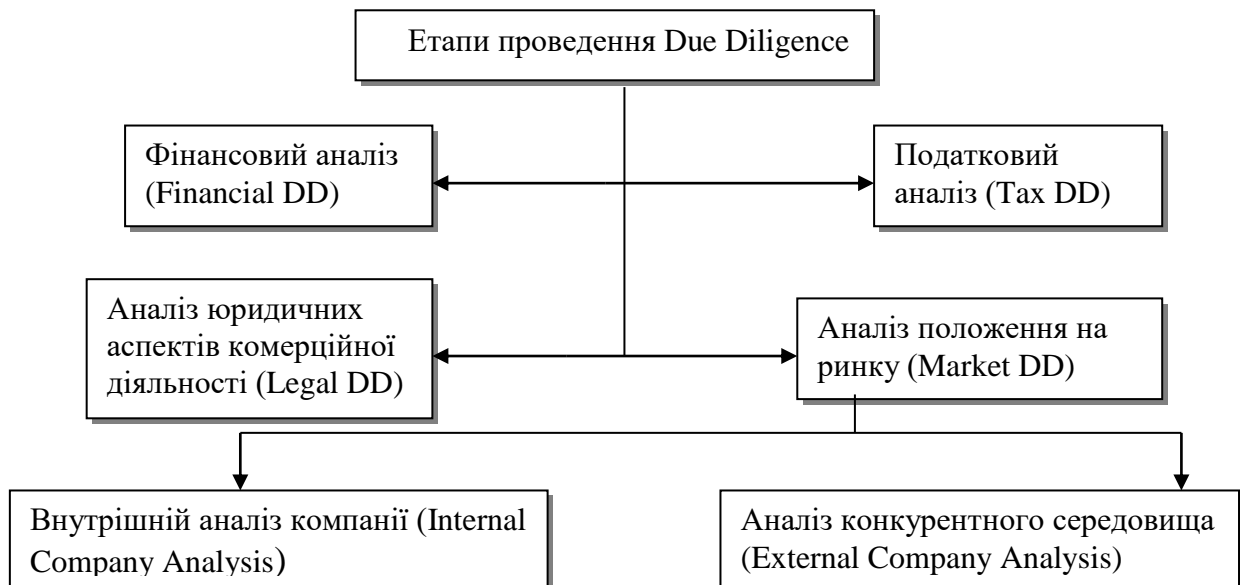 Етапи проведення Due Diligence
Фінансовий аналіз
(Financial DD)
Податковий
аналіз (Tax DD)
Аналіз юридичних
аспектів комерційної
діяльності (Legal DD)
Аналіз положення на
ринку (Market DD)
Внутрішній аналіз компанії (Internal
Company Analysis)
Аналіз конкурентного середовища
(External Company Analysis)